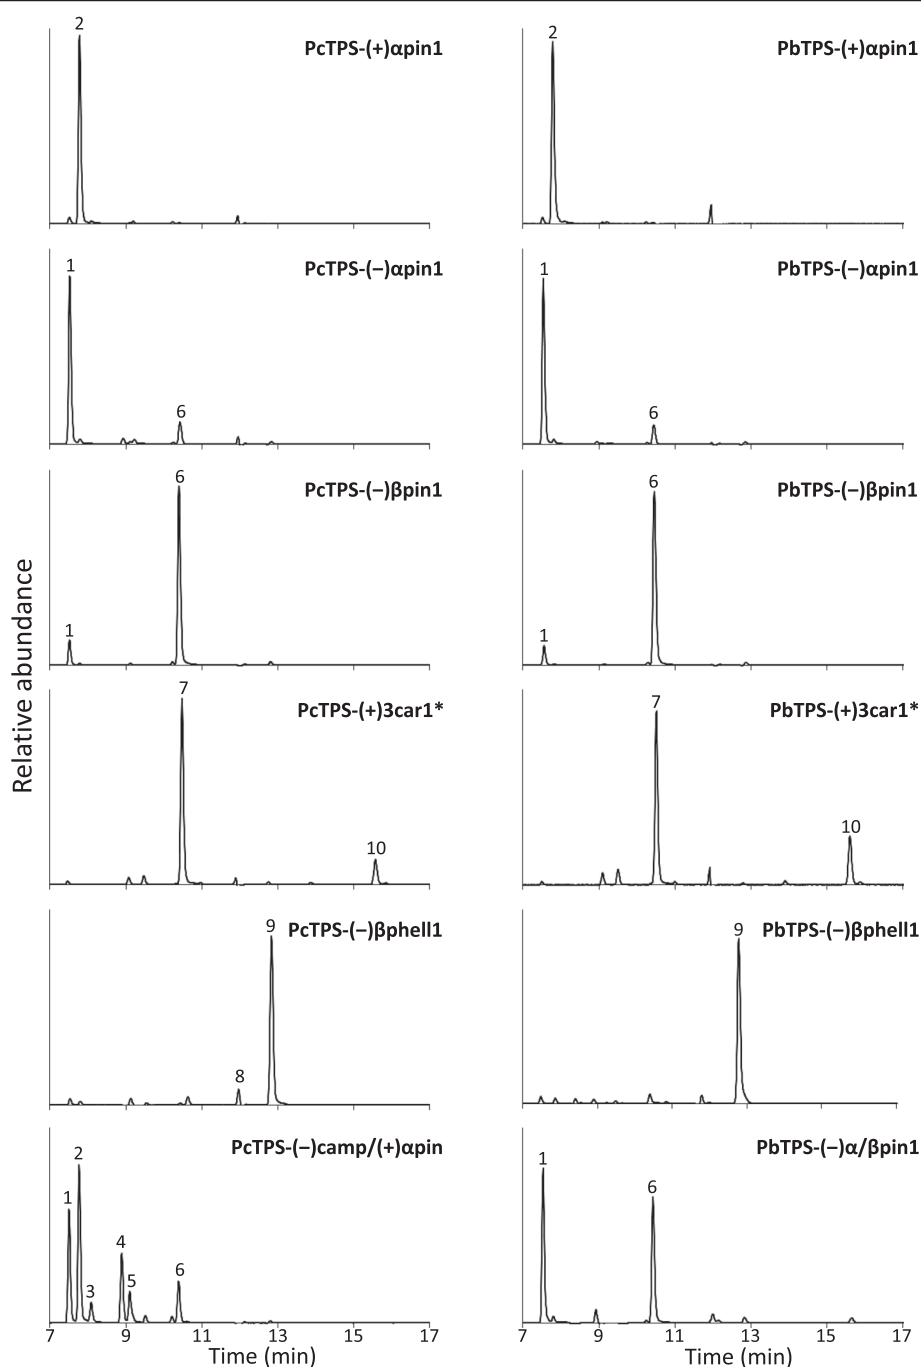 2
PcTPS-(+)αpin1
2
PbTPS-(+)αpin1
1
6
PcTPS-(–)αpin1
1
6
PbTPS-(–)αpin1
1
6
PcTPS-(–)βpin1
1
6
PbTPS-(–)βpin1
Relative abundance
7
10
PcTPS-(+)3car1*
7
10
PbTPS-(+)3car1*
8
9
PcTPS-(–)βphell1
9
PbTPS-(–)βphell1
1
2
3
4
5
6
PcTPS-(–)camp/(+)αpin
1
6
PbTPS-(–)α/βpin1
7 9 11 13 15 17
Time (min)
7 9 11 13 15 17
Time (min)